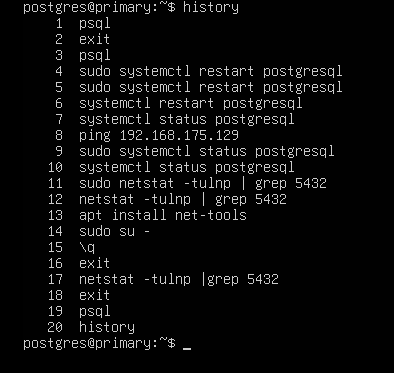 postgres@primary:~$ history
1 psql
2 exit
3 psql
4 sudo systemctl restart postgresql
5 sudo systemctl restart postgresql
6 systemctl restart postgresql
7 systemctl status postgresql
8 ping 192.168.175.129
9 sudo systemctl status postgresql
10 systemctl status postgresql
11 sudo netstat -tulnp | grep 5432
12 netstat -tulnp | grep 5432
13 apt install net-tools
14 sudo su -
15 \q
16 exit
17 netstat -tulnp |grep 5432
18 exit
19 psql
20 history
postgres@primary:~$ _